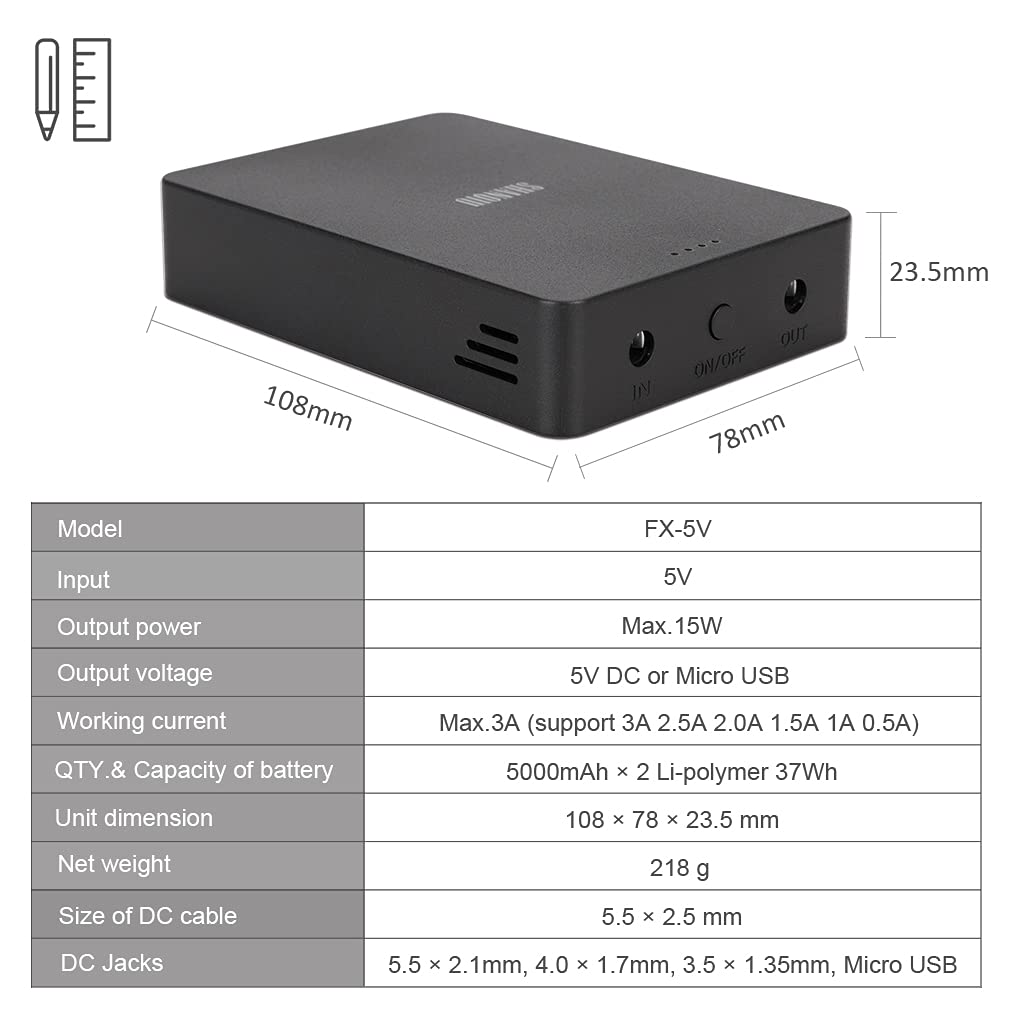 SHANQIU
23.5mm
IN
ON/OFF
OUT
108mm
78mm
Model FX-5V
Input 5V
Output power Max.15W
Output voltage 5V DC or Micro USB
Working current Max.3A (support 3A 2.5A 2.0A 1.5A 1A 0.5A)
QTY.& Capacity of battery 5000mAh × 2 Li-polymer 37Wh
Unit dimension 108 × 78 × 23.5 mm
Net weight 218 g
Size of DC cable 5.5 × 2.5 mm
DC Jacks 5.5 × 2.1mm, 4.0 × 1.7mm, 3.5 × 1.35mm, Micro USB